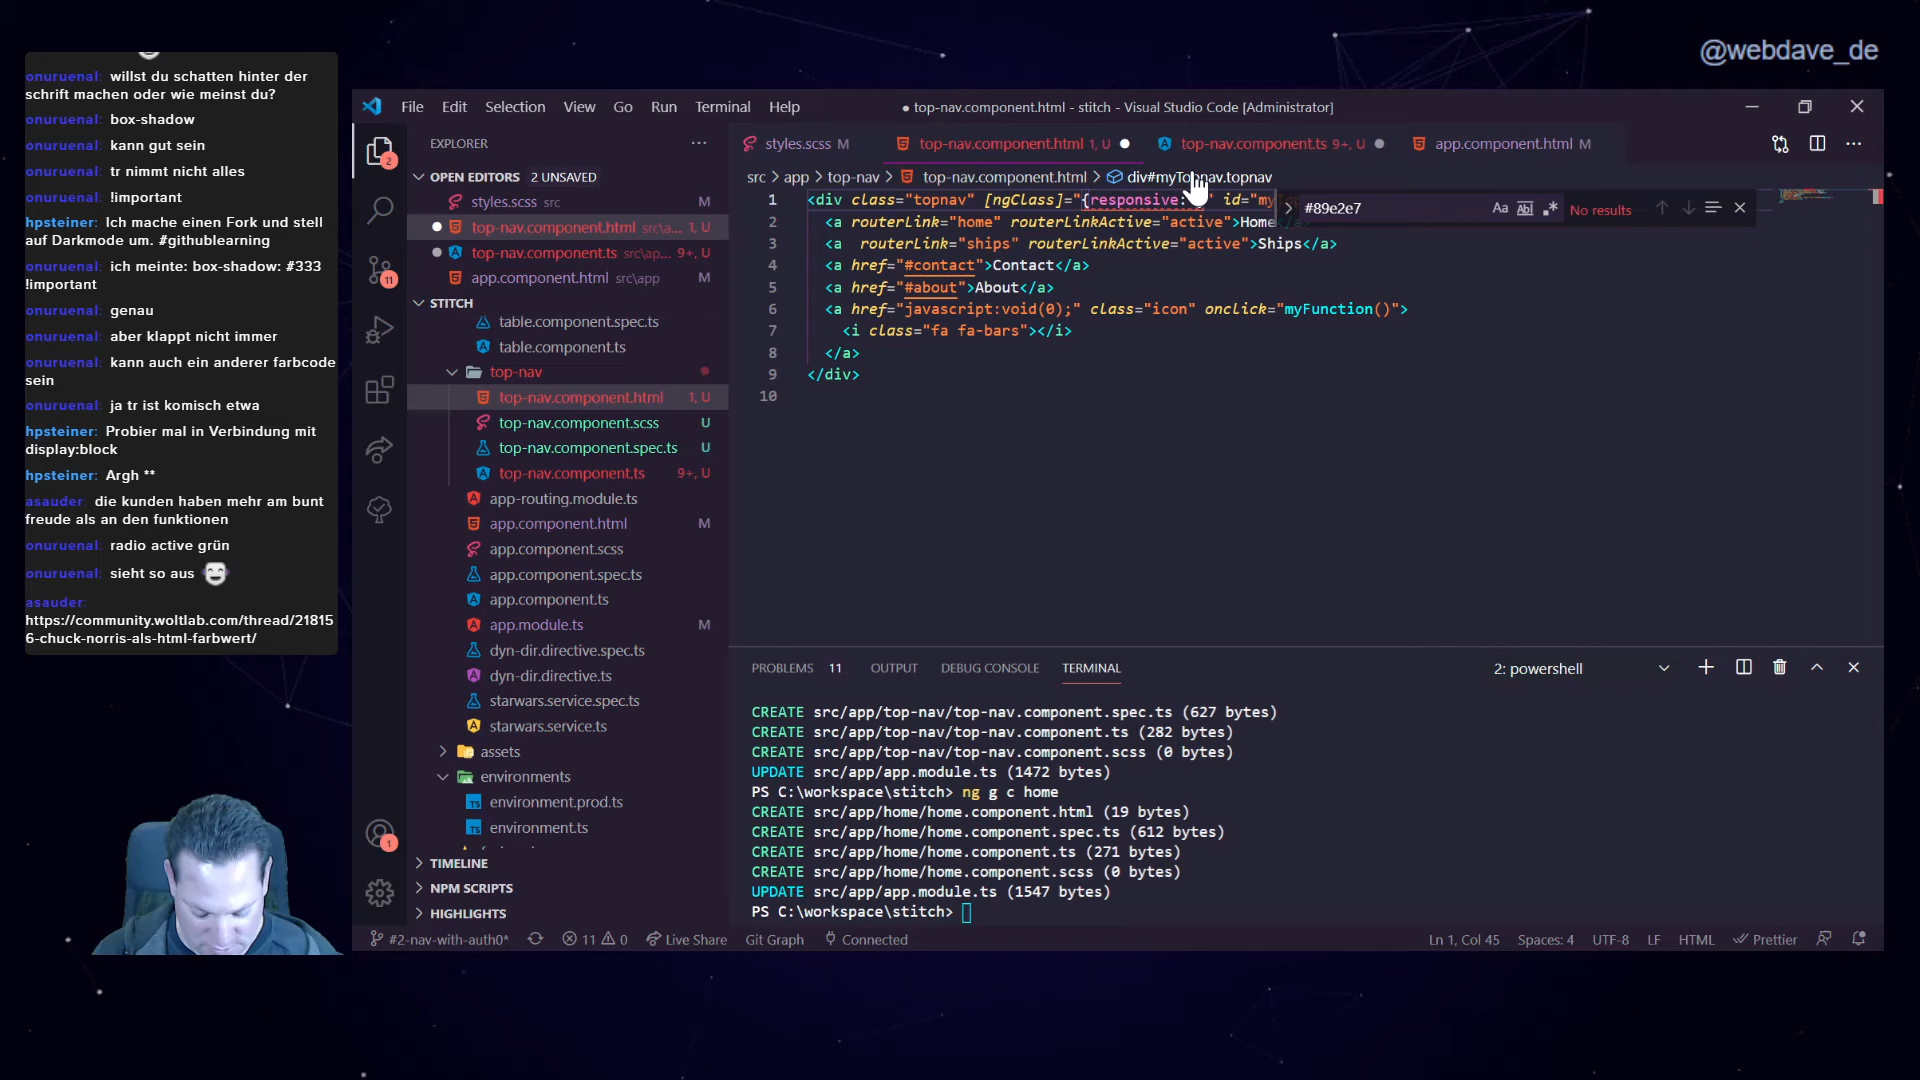 @webdave_de
onuruenal: willst du schatten hinter der
schrift machen oder wie meinst du?
onuruenal: box-shadow
onuruenal: kann gut sein
onuruenal: tr nimmt nicht alles
onuruenal: !important
hpsteiner: Ich mache einen Fork und stell
auf Darkmode um. #githublearning
onuruenal: ich meinte: box-shadow: #333
!important
onuruenal: genau
onuruenal: aber klappt nicht immer
onuruenal: kann auch ein anderer farbcode
sein
onuruenal: ja tr ist komisch etwa
hpsteiner: Probier mal in Verbindung mit
display:block
hpsteiner: Argh **
asauder: die kunden haben mehr am bunt
freude als an den funktionen
onuruenal: radio active grün
onuruenal: sieht so aus
asauder:
https://community.woltlab.com/thread/21815
6-chuck-norris-als-html-farbwert/
File Edit Selection View Go Run Terminal Help
● top-nav.component.html - stitch - Visual Studio Code [Administrator]
EXPLORER
OPEN EDITORS 2 UNSAVED
styles.scss src M
top-nav.component.html src\a... 1, U
top-nav.component.ts src\ap... 9+, U
app.component.html src\app M
STITCH
table.component.spec.ts
table.component.ts
top-nav
top-nav.component.html 1, U
top-nav.component.scss U
top-nav.component.spec.ts U
top-nav.component.ts 9+, U
app-routing.module.ts
app.component.html M
app.component.scss
app.component.spec.ts
app.component.ts
app.module.ts M
dyn-dir.directive.spec.ts
dyn-dir.directive.ts
starwars.service.spec.ts
starwars.service.ts
assets
environments
environment.prod.ts
environment.ts
TIMELINE
NPM SCRIPTS
HIGHLIGHTS
2
11
1
styles.scss M top-nav.component.html 1, U top-nav.component.ts 9+, U app.component.html M
src > app > top-nav > top-nav.component.html > div#myTopnav.topnav
#89e2e7 Aa Abl .* No results
1 <div class="topnav" [ngClass]="{responsive: " id="my
2 <a routerLink="home" routerLinkActive="active">Home</a>
3 <a  routerLink="ships" routerLinkActive="active">Ships</a>
4 <a href="#contact">Contact</a>
5 <a href="#about">About</a>
6 <a href="javascript:void(0);" class="icon" onclick="myFunction()">
7 <i class="fa fa-bars"></i>
8 </a>
9 </div>
10
PROBLEMS 11 OUTPUT DEBUG CONSOLE TERMINAL 2: powershell
CREATE src/app/top-nav/top-nav.component.spec.ts (627 bytes)
CREATE src/app/top-nav/top-nav.component.ts (282 bytes)
CREATE src/app/top-nav/top-nav.component.scss (0 bytes)
UPDATE src/app/app.module.ts (1472 bytes)
PS C:\workspace\stitch> ng g c home
CREATE src/app/home/home.component.html (19 bytes)
CREATE src/app/home/home.component.spec.ts (612 bytes)
CREATE src/app/home/home.component.ts (271 bytes)
CREATE src/app/home/home.component.scss (0 bytes)
UPDATE src/app/app.module.ts (1547 bytes)
PS C:\workspace\stitch>
#2-nav-with-auth0* 11 0 Live Share Git Graph Connected Ln 1, Col 45 Spaces: 4 UTF-8 LF HTML Prettier